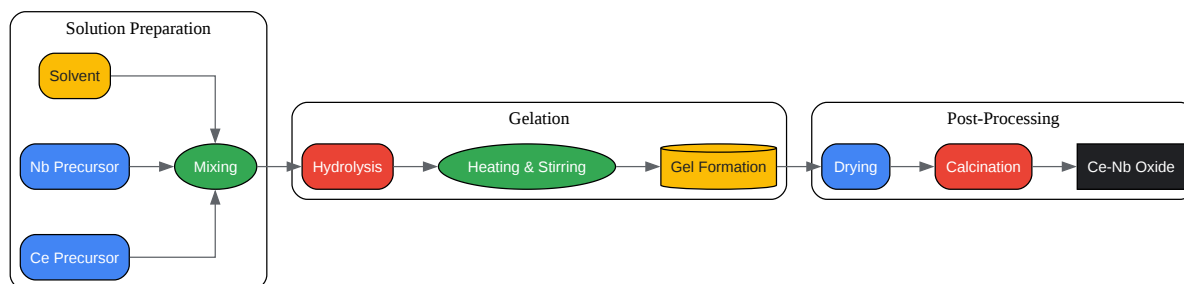 Solution Preparation
Solvent
Nb Precursor
Mixing
Ce Precursor
Gelation
Hydrolysis
Heating & Stirring
Gel Formation
Post-Processing
Drying
Calcination
Ce-Nb Oxide